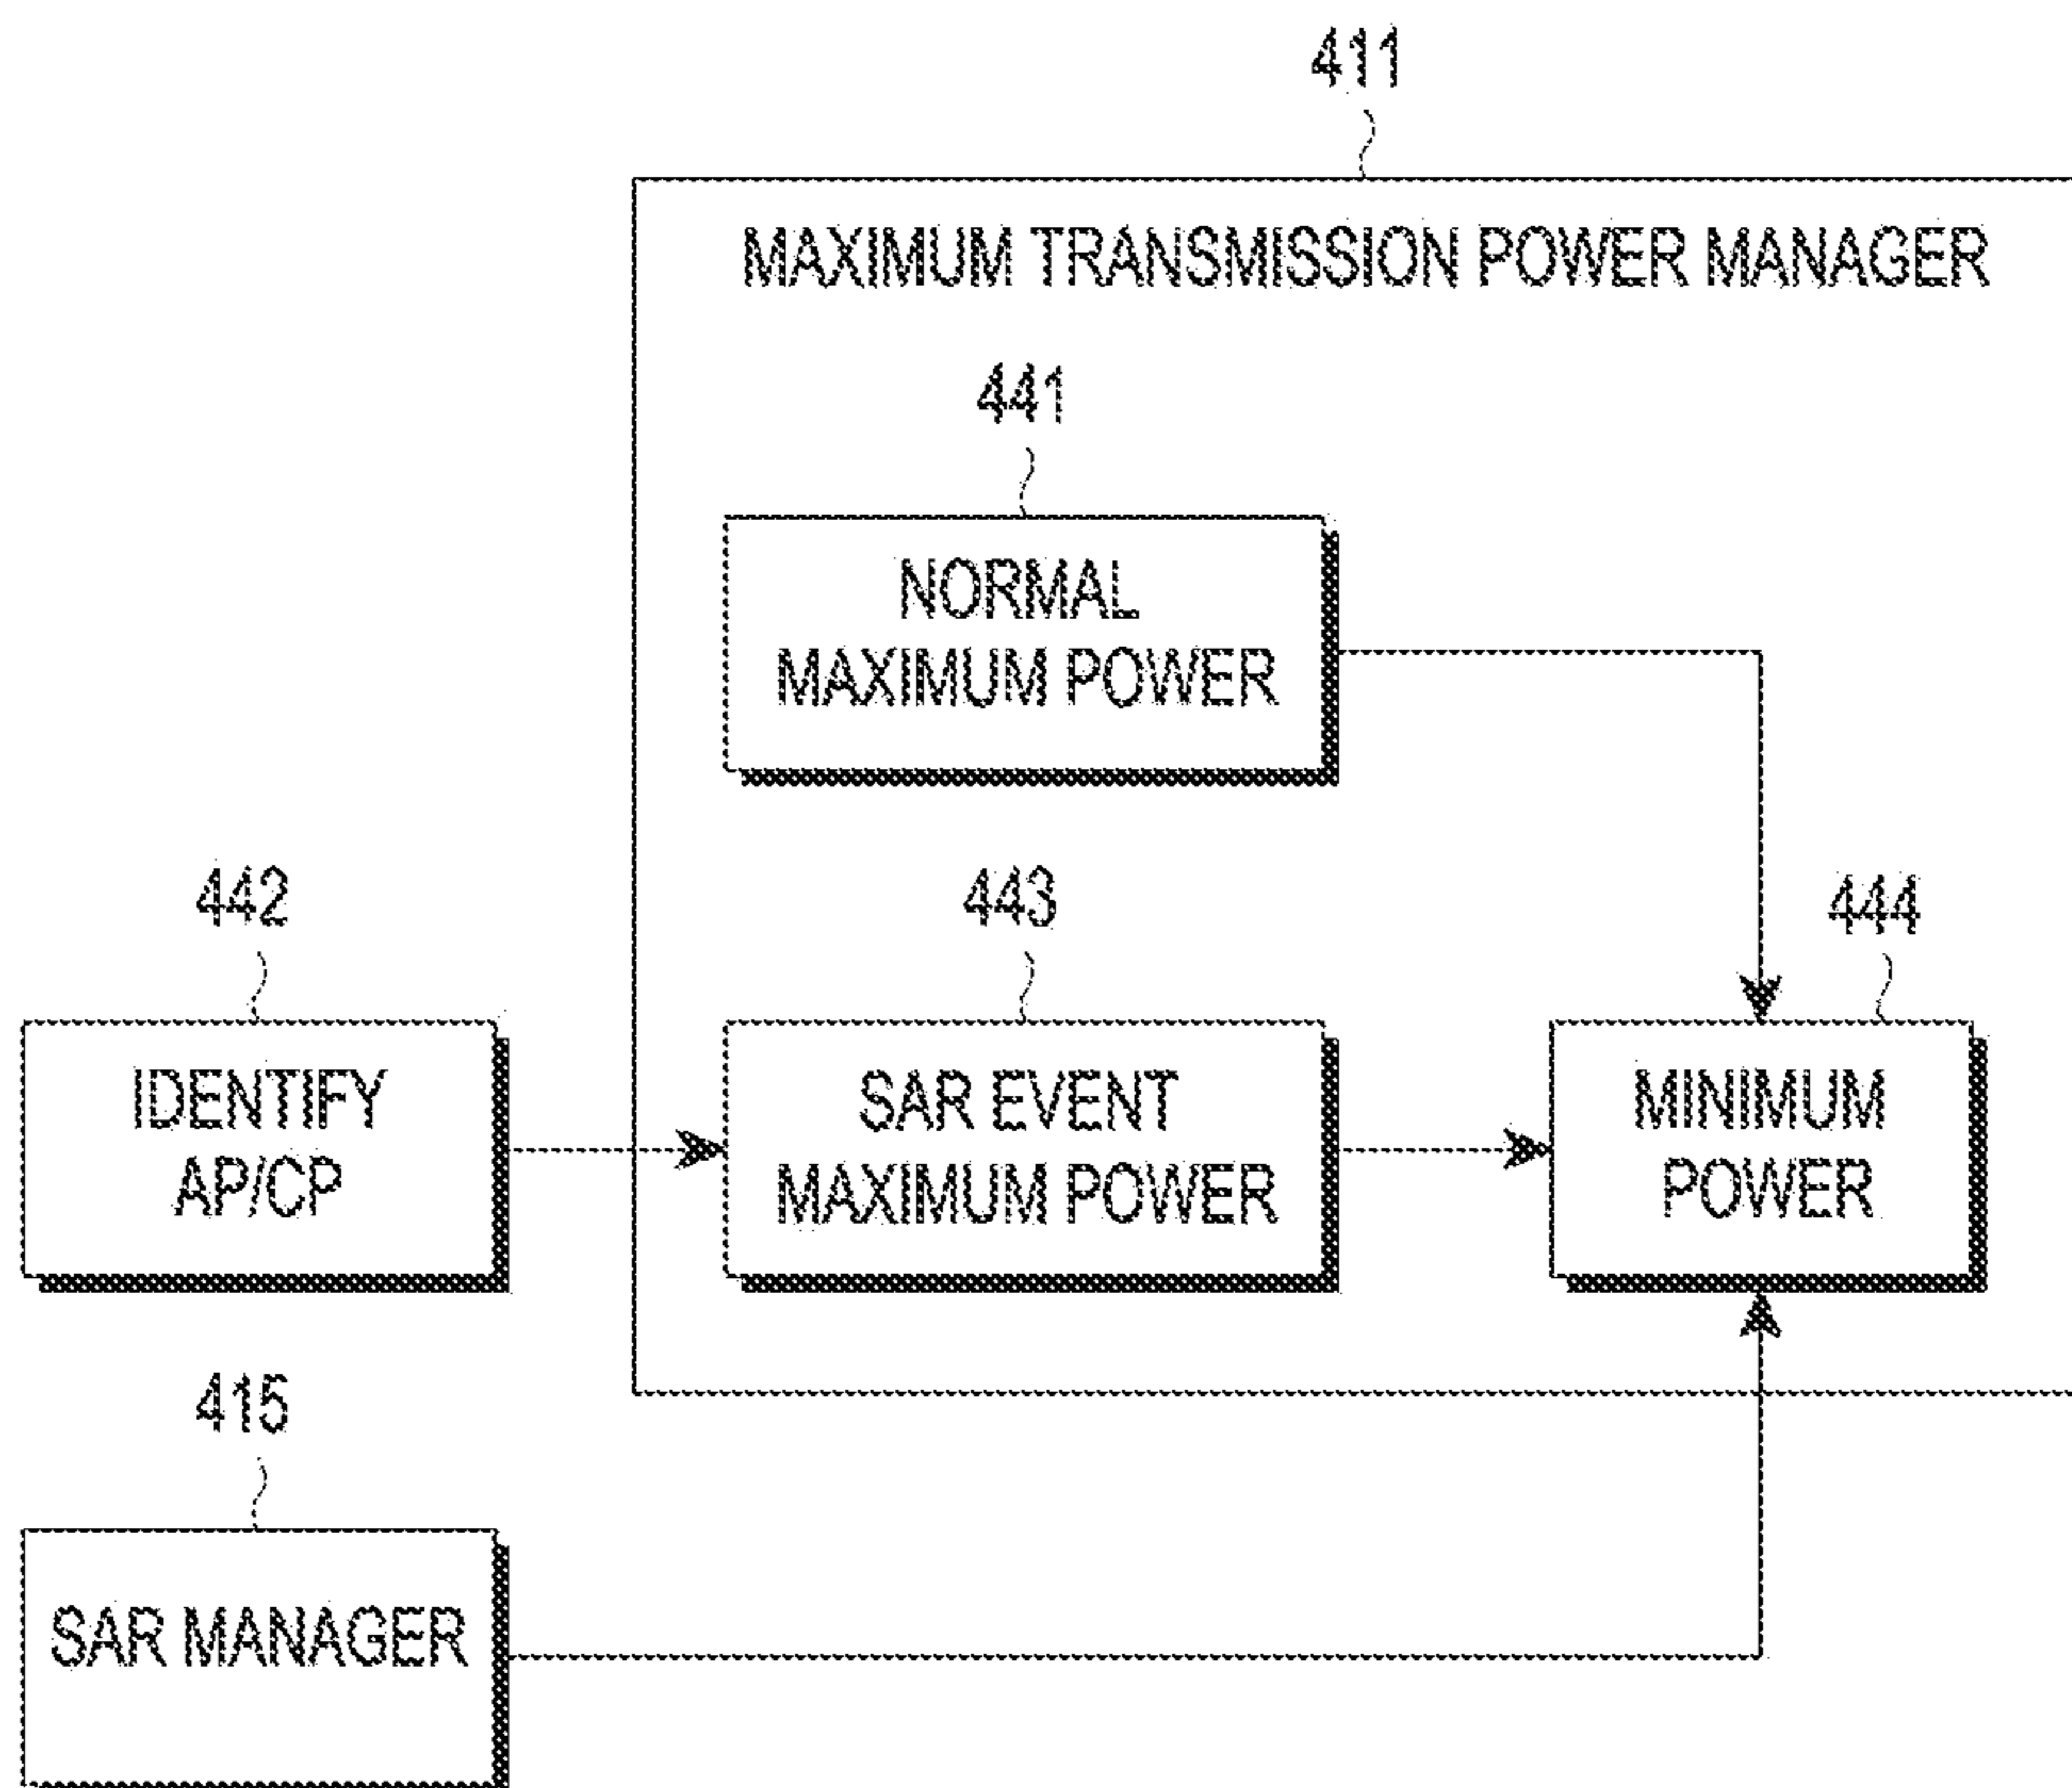 411
MAXIMUM TRANSMISSION POWER MANAGER
441
NORMAL
MAXIMUM POWER
442
443
444
IDENTIFY
AP/CP
SAR EVENT
MAXIMUM POWER
MINIMUM
POWER
415
SAR MANAGER